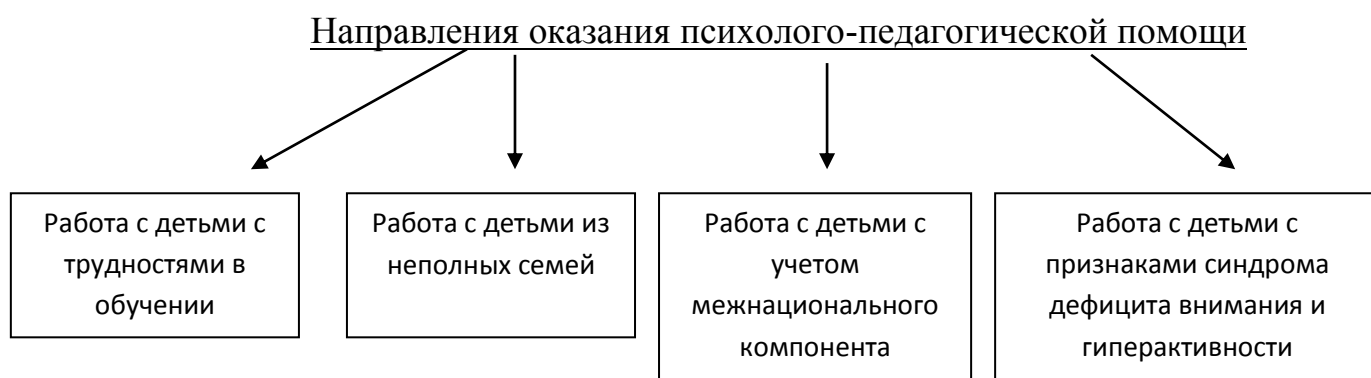 Направления оказания психолого-педагогической помощи
Работа с детьми с
трудностями в
обучении
Работа с детьми из
неполных семей
Работа с детьми с
учетом
межнационального
компонента
Работа с детьми с
признаками синдрома
дефицита внимания и
гиперактивности